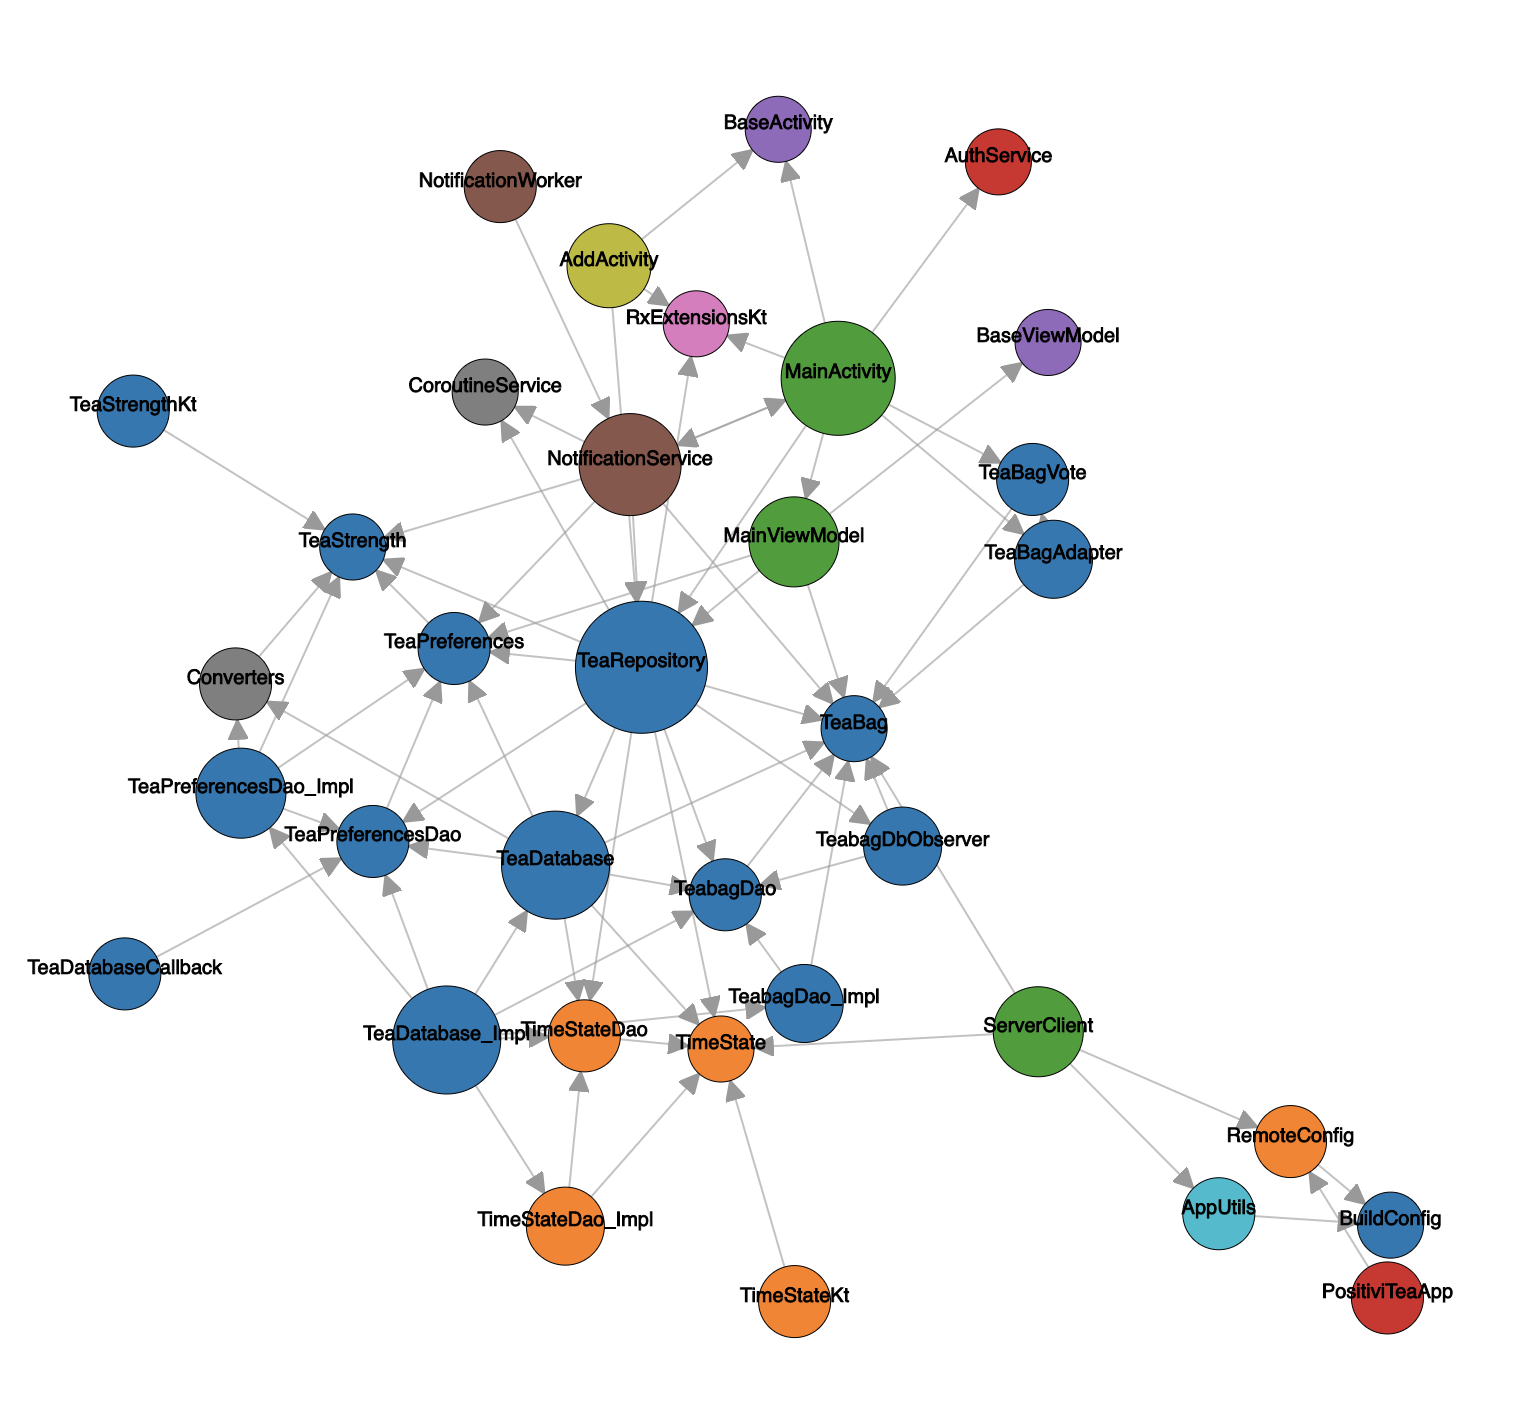 BaseActivity
AuthService
NotificationWorker
AddActivity
RxExtensionsKt
BaseViewModel
MainActivity
CoroutineService
TeaStrengthKt
NotificationService
TeaBagVote
MainViewModel
TeaStrength
TeaBagAdapter
TeaPreferences
TeaRepository
Converters
TeaBag
TeaPreferencesDao_Impl
TeaPreferencesDao
TeabagDbObserver
TeaDatabase
TeabagDao
TeaDatabaseCallback
TeabagDao_Impl
TeaDatabase_Impl
TimeStateDao
TimeState
ServerClient
RemoteConfig
AppUtils
BuildConfig
TimeStateDao_Impl
TimeStateKt
PositiviTeaApp